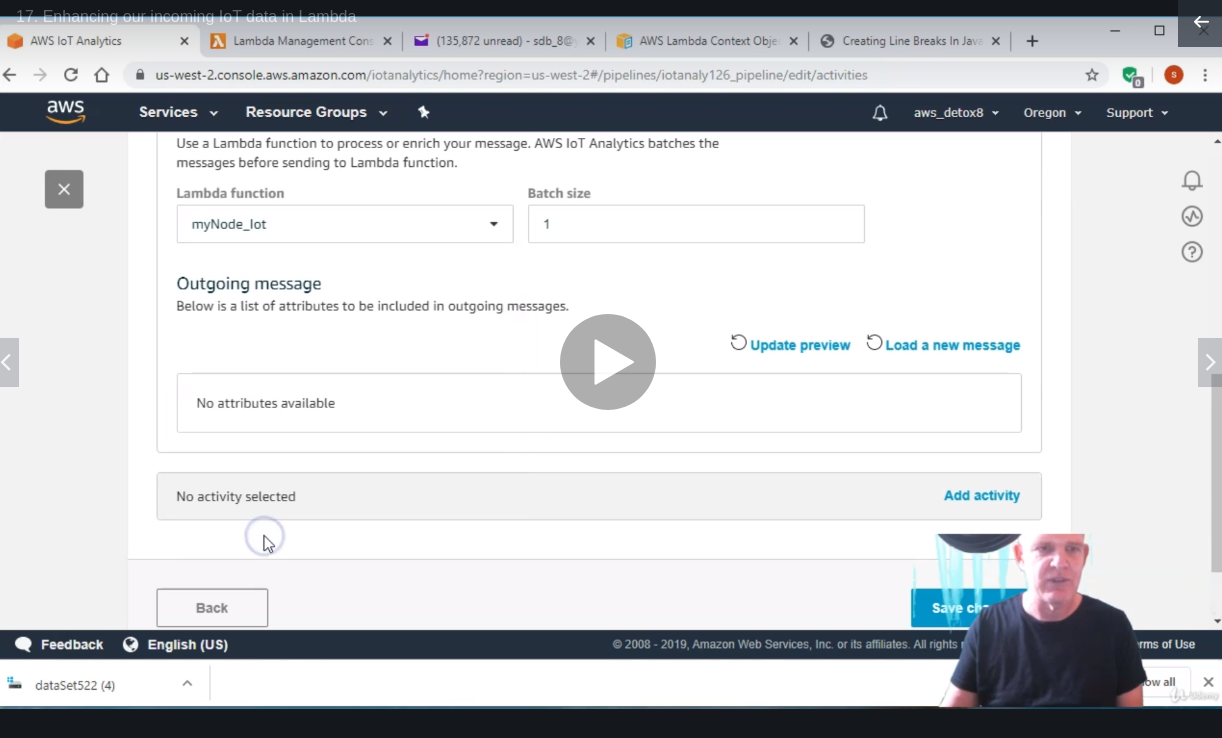 17. Enhancing our incoming IoT data in Lambda
AWS IoT Analytics
Lambda Management Cons
(135,872 unread) - sdb_8@
AWS Lambda Context Obje
Creating Line Breaks In Java
us-west-2.console.aws.amazon.com/iotanalytics/home?region=us-west-2#/pipelines/iotanaly126_pipeline/edit/activities
0
S
aws
Services
Resource Groups
aws_detox8
Oregon
Support
Use a Lambda function to process or enrich your message. AWS IoT Analytics batches the
messages before sending to Lambda function.
Lambda function
Batch size
myNode_Iot
1
Outgoing message
Below is a list of attributes to be included in outgoing messages.
Update preview
Load a new message
No attributes available
No activity selected
Add activity
Back
Save ch
Feedback
English (US)
© 2008 - 2019, Amazon Web Services, Inc. or its affiliates. All rights
rms of Use
dataSet522 (4)
ow all
Udemy